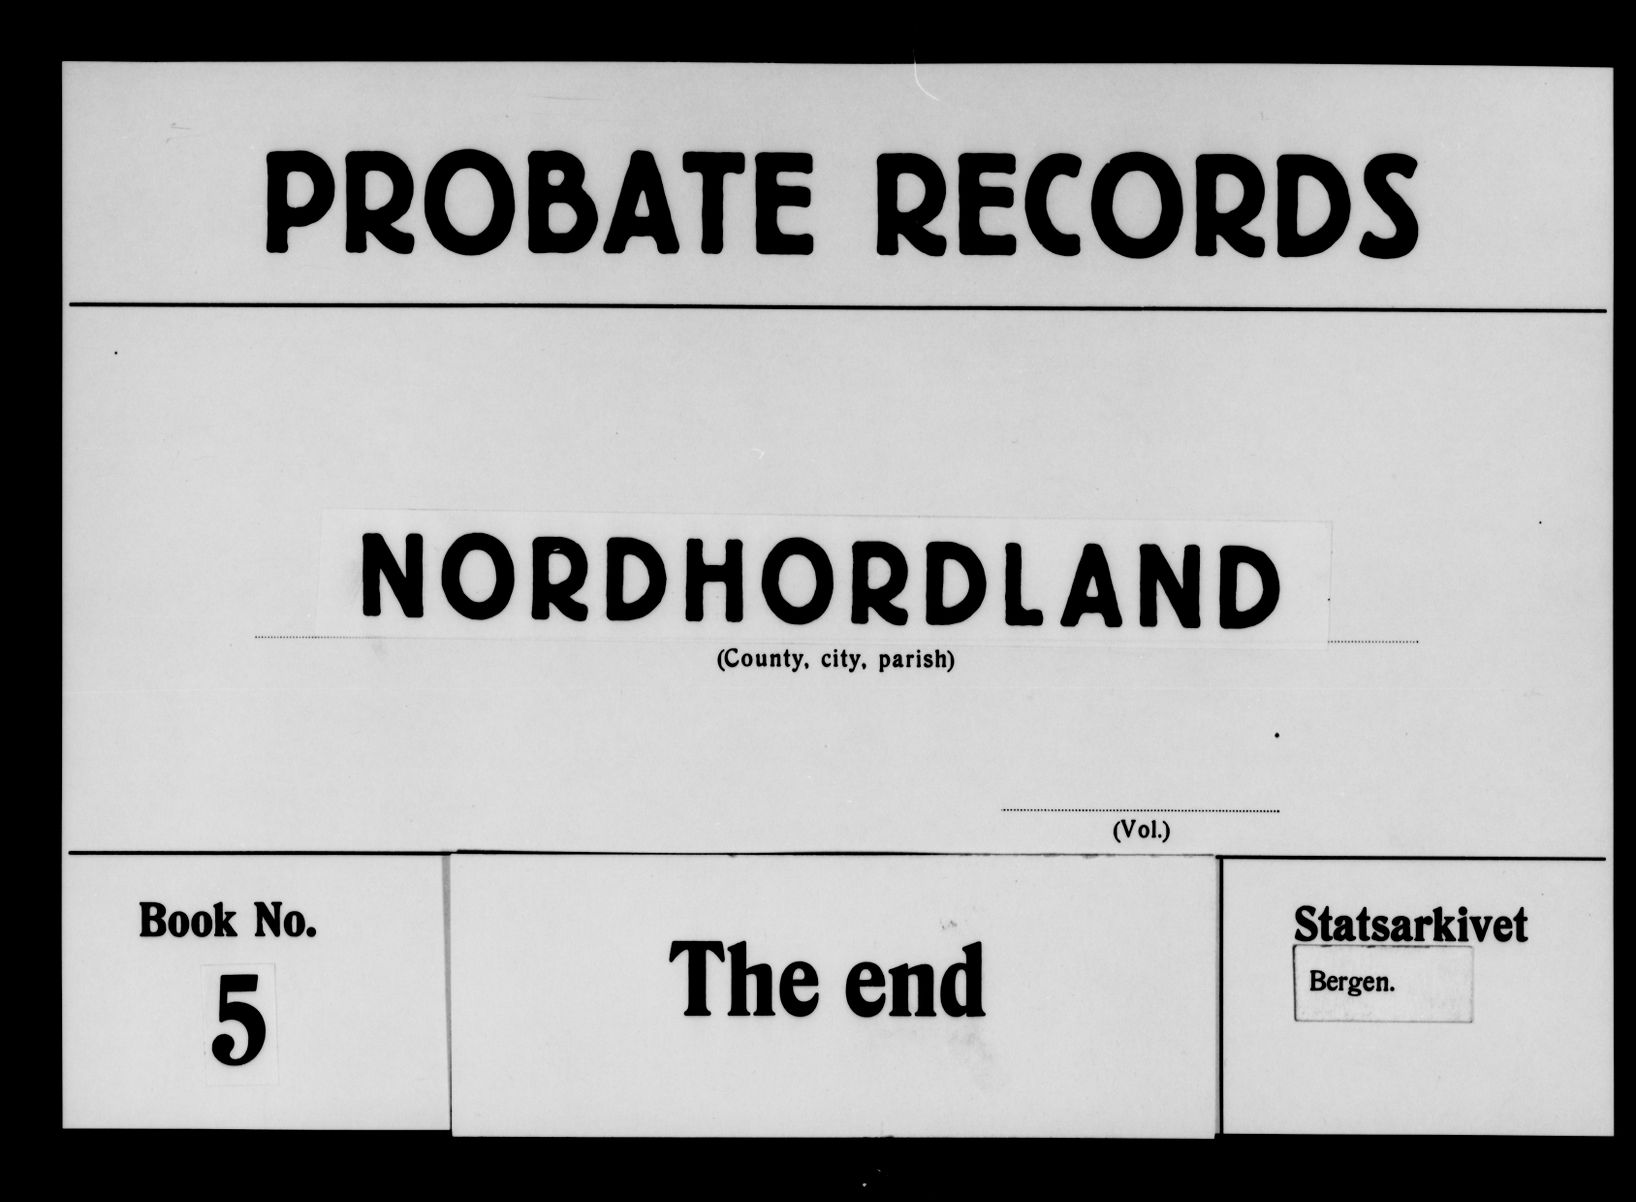 PROBATE RECORDS
NORDHORDLAND
(County, city, parish)
(Vol.)
Book No.
5
The end
Statsarkivet
Bergen.